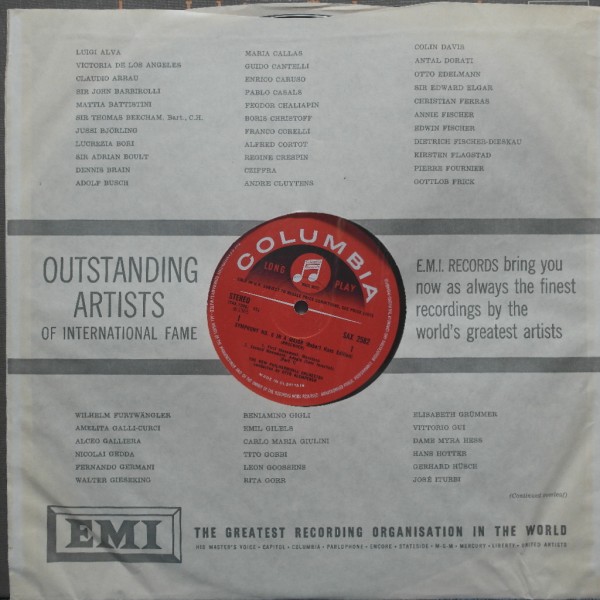 LUIGI ALVA
VICTORIA DE LOS ANGELES
CLAUDIO ARRAU
SIR JOHN BARBIROLLI
MATTIA BATTISTINI
SIR THOMAS BEECHAM, Bart., C.H.
JUSSI BJÖRLING
LUCREZIA BORI
SIR ADRIAN BOULT
DENNIS BRAIN
ADOLF BUSCH
MARIA CALLAS
GUIDO CANTELLI
ENRICO CARUSO
PABLO CASALS
FEODOR CHALIAPIN
BORIS CHRISTOFF
FRANCO CORELLI
ALFRED CORTOT
REGINE CRESPIN
CZIFFRA
ANDRE CLUYTENS
COLIN DAVIS
ANTAL DORATI
OTTO EDELMANN
SIR EDWARD ELGAR
CHRISTIAN FERRAS
ANNIE FISCHER
EDWIN FISCHER
DIETRICH FISCHER-DIESKAU
KIRSTEN FLAGSTAD
PIERRE FOURNIER
GOTTLOB FRICK
OUTSTANDING
ARTISTS
OF INTERNATIONAL FAME
COLUMBIA
LONG PLAY
STEREO
SAX 2582
1
1
THE NEW PHILHARMONIA ORCHESTRA
E.M.I. RECORDS bring you
now as always the finest
recordings by the
world's greatest artists
WILHELM FURTWÄNGLER
AMELITA GALLI-CURCI
ALCEO GALLIERA
NICOLAI GEDDA
FERNANDO GERMANI
WALTER GIESEKING
BENIAMINO GIGLI
EMIL GILELS
CARLO MARIA GIULINI
TITO GOBBI
LEON GOOSSENS
RITA GORR
ELISABETH GRÜMMER
VITTORIO GUI
DAME MYRA HESS
HANS HOTTER
GERHARD HÜSCH
JOSÉ ITURBI
(Continued overleaf)
EMI
THE GREATEST RECORDING ORGANISATION IN THE WORLD
HIS MASTER'S VOICE • CAPITOL • COLUMBIA • PARLOPHONE • ENCORE • STATESIDE • M-G-M • MERCURY • LIBERTY • UNITED ARTISTS